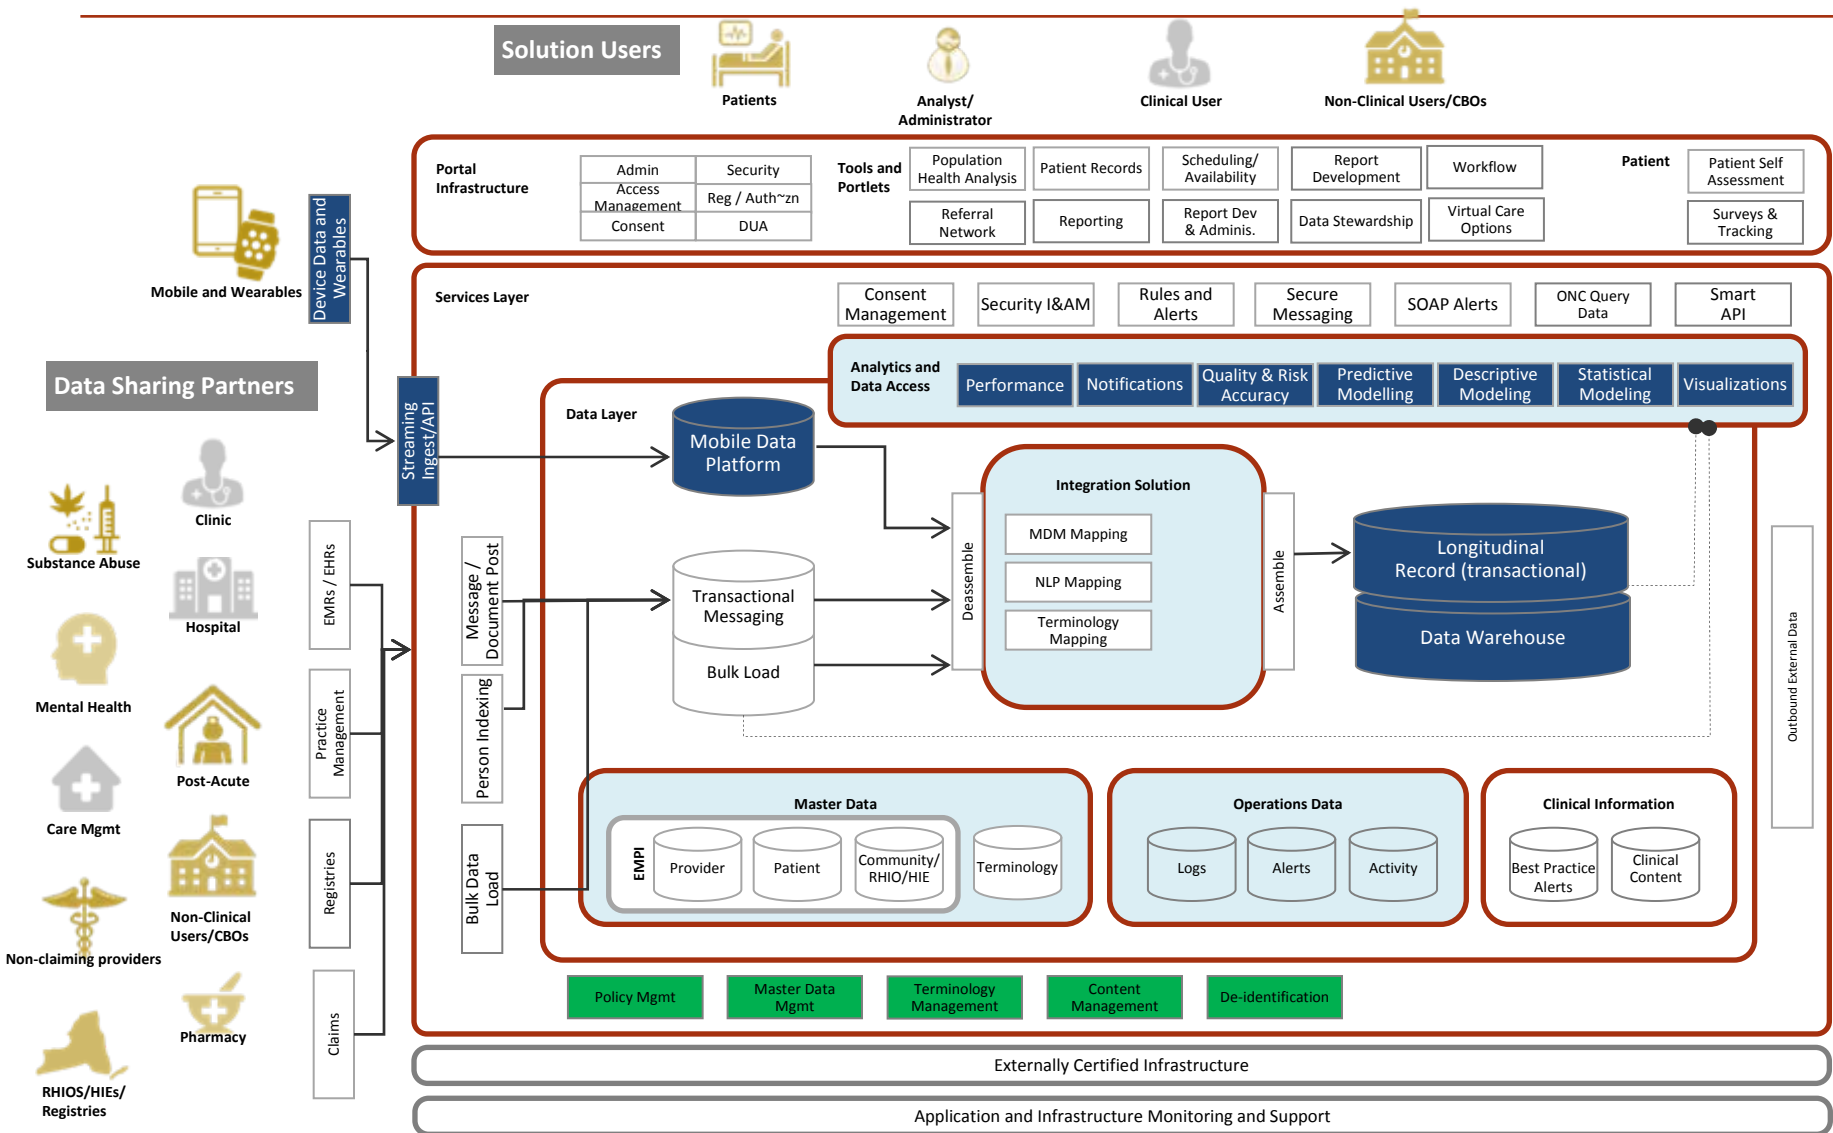 Solution Users
Patients
Analyst/
Administrator
Clinical User
Non-Clinical Users/CBOs
Portal
Infrastructure
Admin
Security
Access
Management
Reg / Auth~zn
Consent
DUA
Tools and
Portlets
Population
Health Analysis
Patient Records
Scheduling/
Availability
Report
Development
Workflow
Referral
Network
Reporting
Report Dev
& Adminis.
Data Stewardship
Virtual Care
Options
Patient
Patient Self
Assessment
Surveys &
Tracking
Mobile and Wearables
Device Data and
Wearables
Services Layer
Consent
Management
Security I&AM
Rules and
Alerts
Secure
Messaging
SOAP Alerts
ONC Query
Data
Smart
API
Analytics and
Data Access
Performance
Notifications
Quality & Risk
Accuracy
Predictive
Modelling
Descriptive
Modeling
Statistical
Modeling
Visualizations
Data Sharing Partners
Streaming
Ingest/API
Data Layer
Mobile Data
Platform
Integration Solution
MDM Mapping
NLP Mapping
Terminology
Mapping
Deassemble
Assemble
Longitudinal
Record (transactional)
Data Warehouse
Outbound External Data
Clinic
Substance Abuse
Hospital
Mental Health
Post-Acute
Care Mgmt
Non-Clinical
Users/CBOs
Non-claiming providers
Pharmacy
RHIOS/HIEs/
Registries
EMRs / EHRs
Practice
Management
Registries
Claims
Message /
Document Post
Person Indexing
Bulk Data
Load
Transactional
Messaging
Bulk Load
Master Data
EMPI
Provider
Patient
Community/
RHIO/HIE
Terminology
Operations Data
Logs
Alerts
Activity
Clinical Information
Best Practice
Alerts
Clinical
Content
Policy Mgmt
Master Data
Mgmt
Terminology
Management
Content
Management
De-identification
Externally Certified Infrastructure
Application and Infrastructure Monitoring and Support